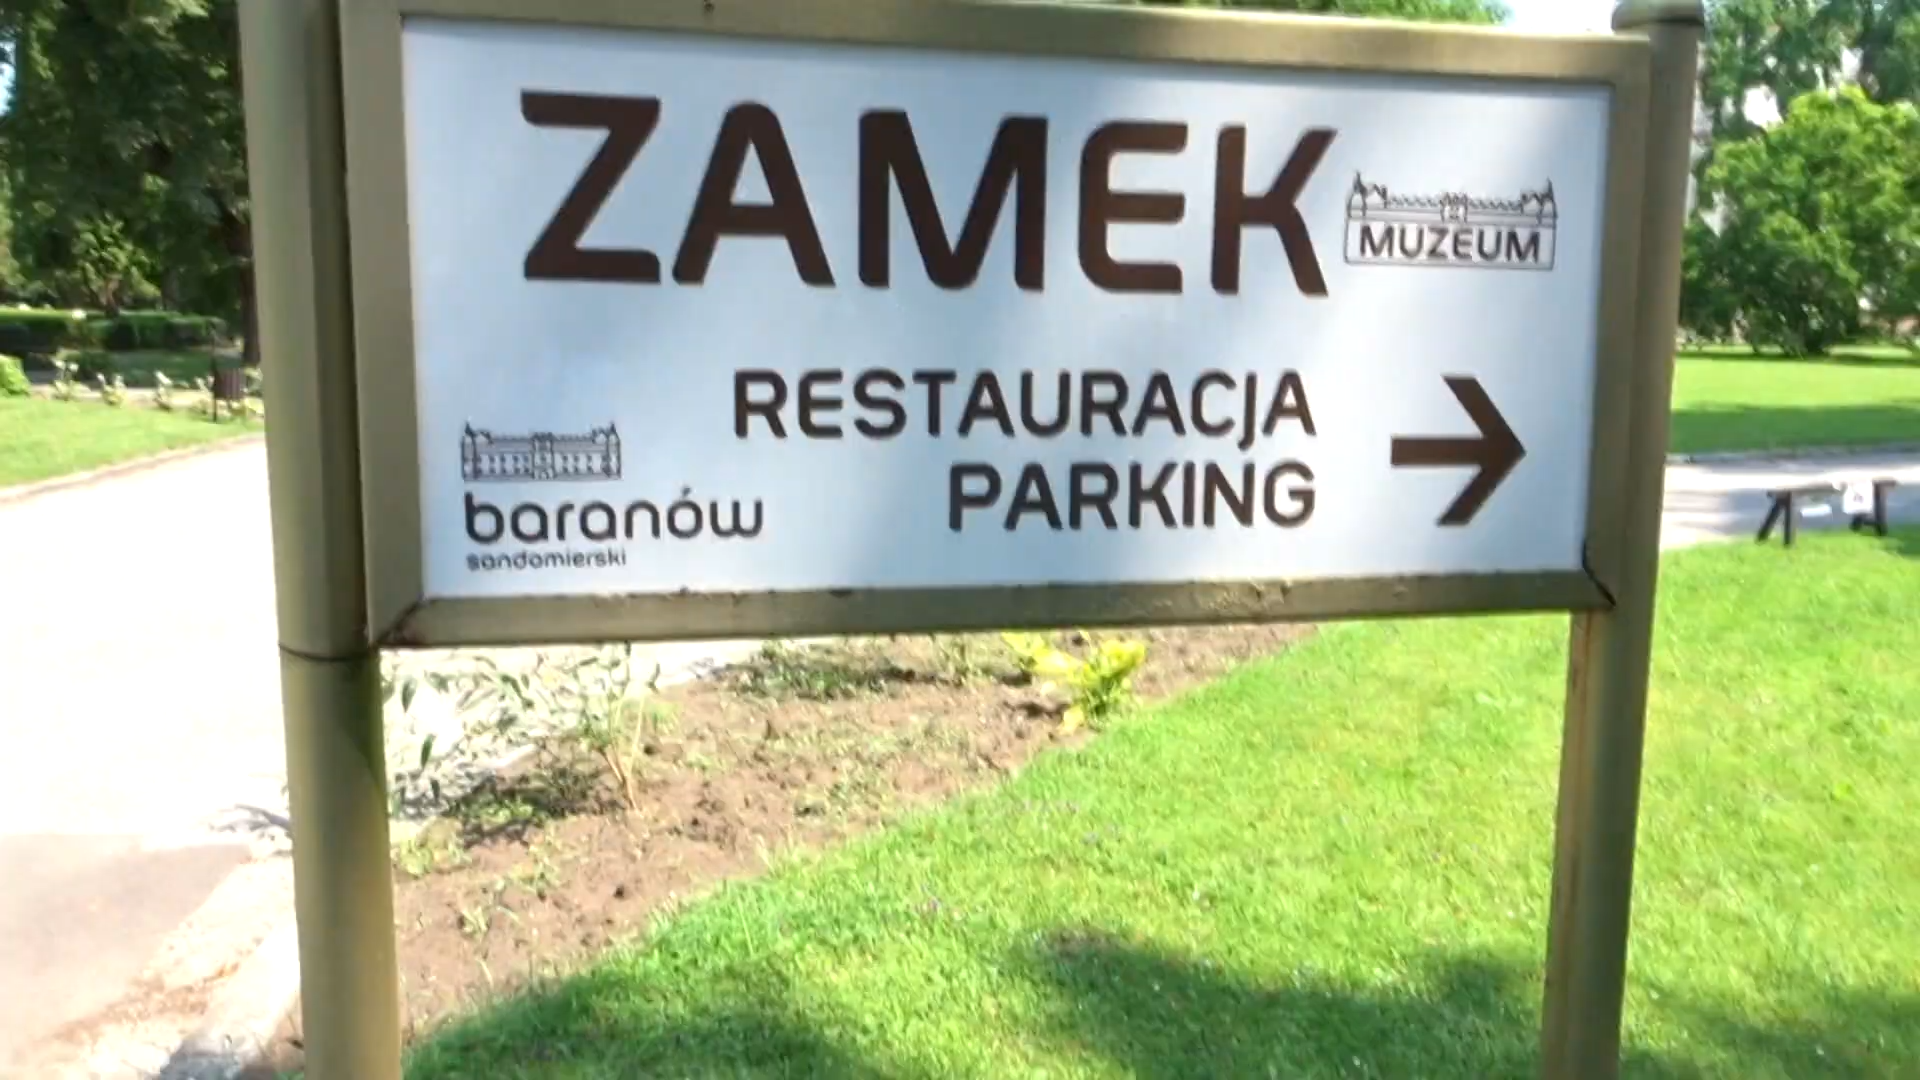 ZAMEK
MUZEUM
RESTAURACJA
PARKING
baranów
sandomierski